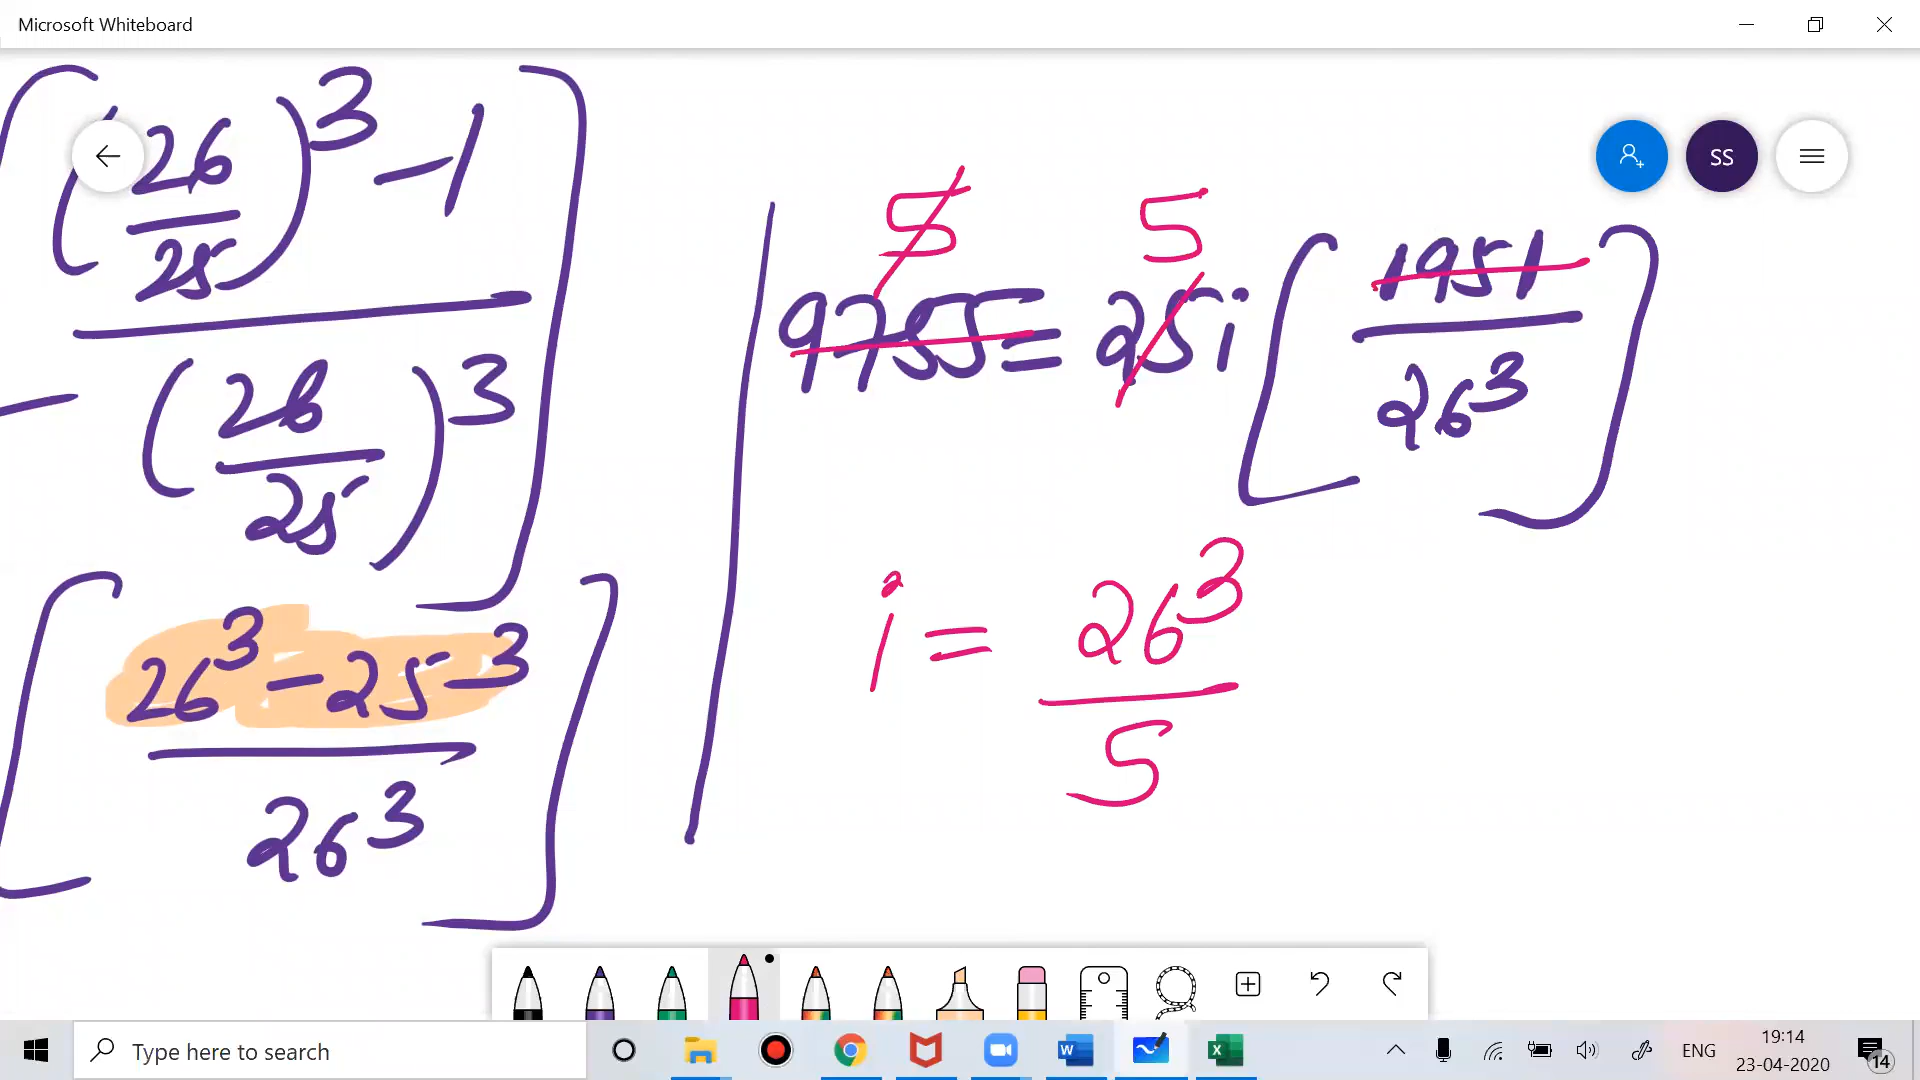 Microsoft Whiteboard
(26/25)^3 - 1
- (26/25)^3
26^3 - 25^3
26^3
5 5
9755 = 25i [1951/26^3]
i = 26^3/5
SS
Type here to search
ENG
19:14
23-04-2020
14